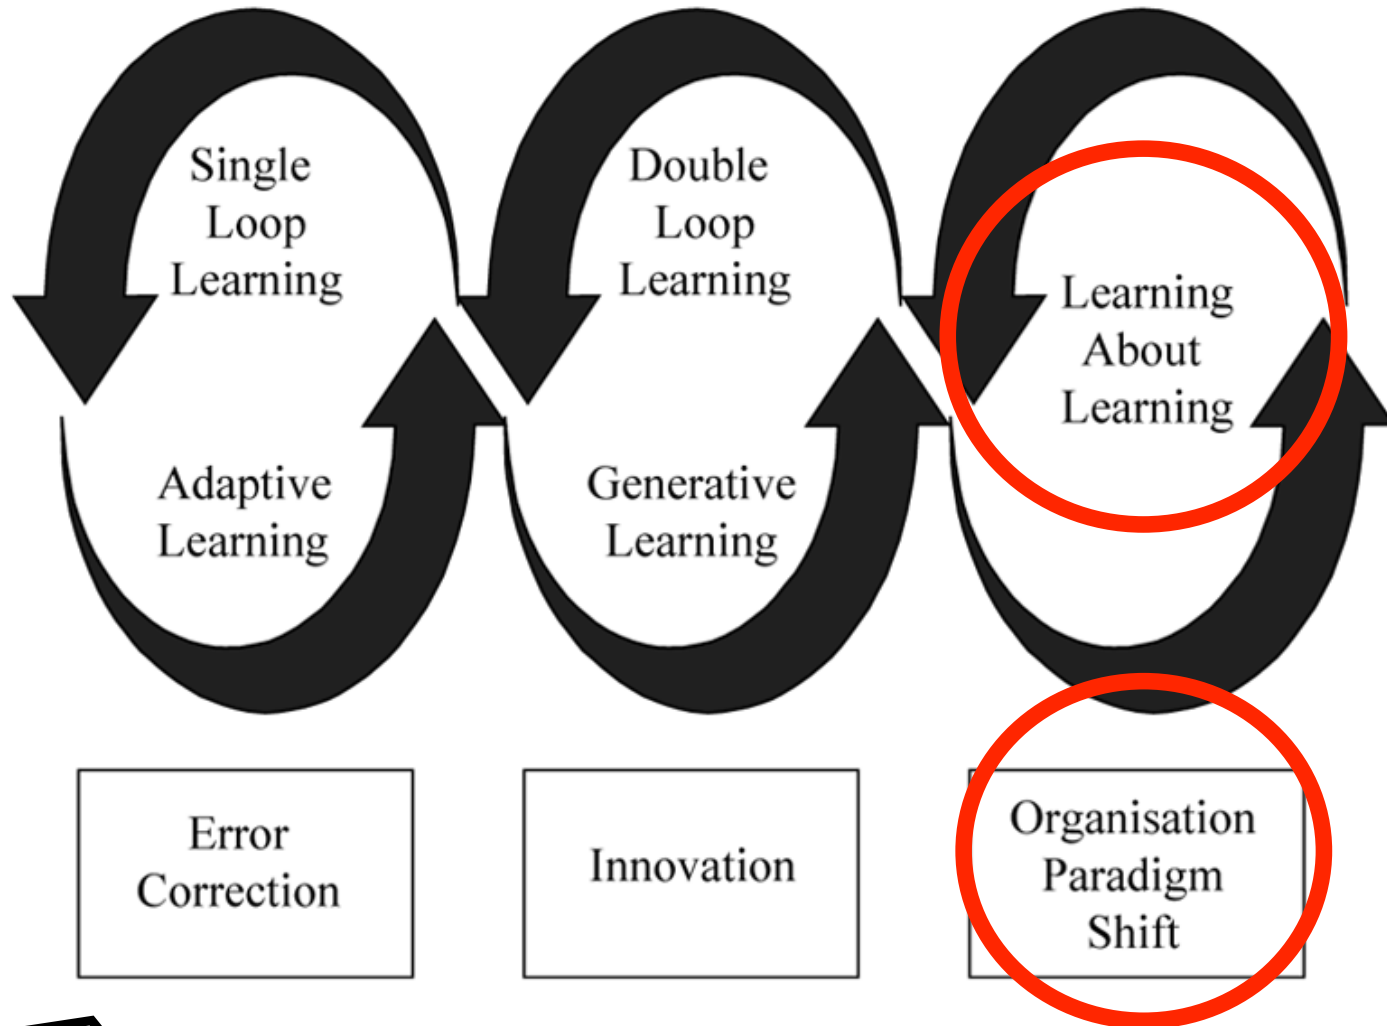 Single
Loop
Learning
Adaptive
Learning
Double
Loop
Learning
Generative
Learning
Learning
About
Learning
Error
Correction
Innovation
Organisation
Paradigm
Shift